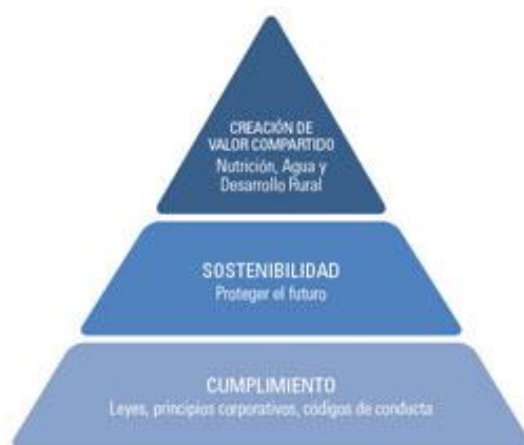 CREACIÓN DE
VALOR COMPARTIDO
Nutrición, Agua y
Desarrollo Rural
SOSTENIBILIDAD
Proteger el futuro
CUMPLIMIENTO
Leyes, principios corporativos, códigos de conducta